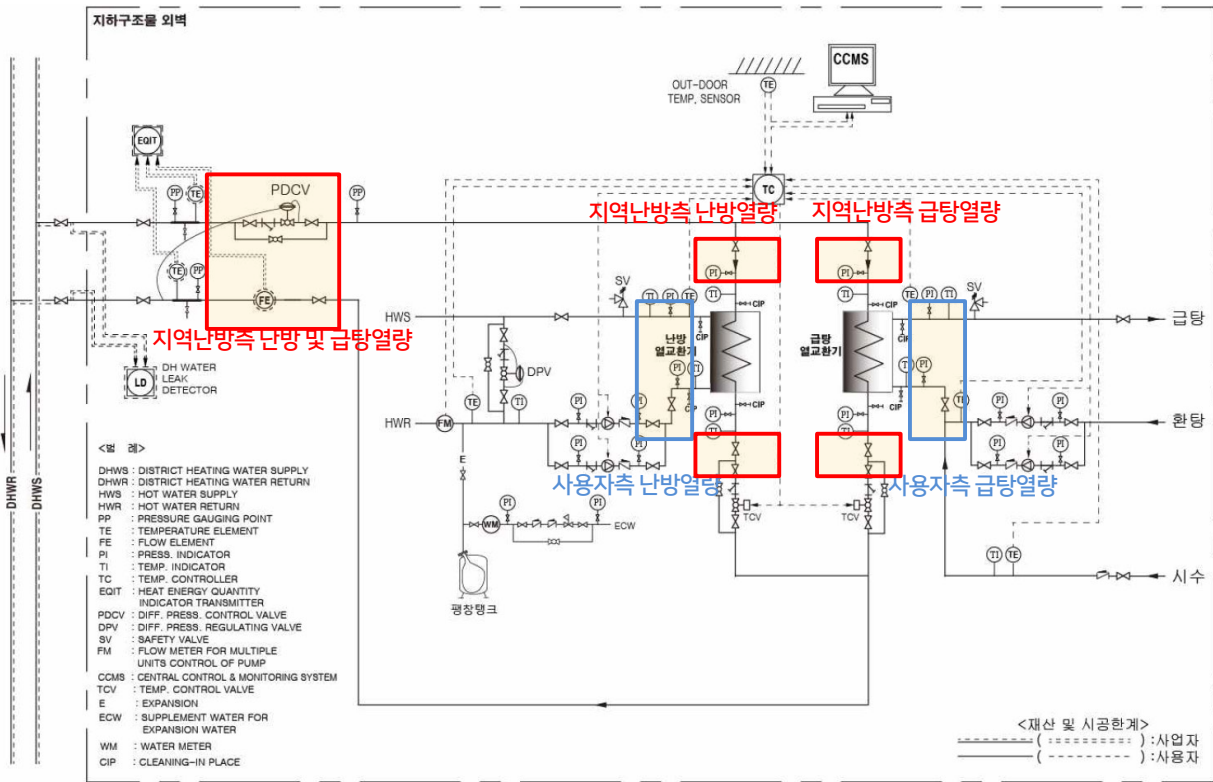 지하구조물 외벽
CCMS
OUT-DOOR
TEMP, SENSOR
TE
EQIT
TC
PP
TE
PDCV
PP
지역난방측 난방열량
지역난방측 급탕열량
TE
PP
FE
PI
PI
TI
TI
SV
TI
PI
TE
CIP
CIP
TE
PI
TI
SV
HWS
CIP
CIP
급탕
지역난방측 난방 및 급탕열량
난방
열교환기
급탕
열교환기
LD
DH WATER
LEAK
DETECTOR
DPV
PI
TI
TI
PI
CIP
CIP
CIP
TE
TI
PI
PI
PI
TE
PI
PI
HWR
FM
TI
TI
환탕
PI
PI
PI
PI
E
사용자측 난방열량
사용자측 급탕열량
<범 례>
DHWS : DISTRICT HEATING WATER SUPPLY
DHWR : DISTRICT HEATING WATER RETURN
HWS : HOT WATER SUPPLY
HWR : HOT WATER RETURN
PP : PRESSURE GAUGING POINT
TE : TEMPERATURE ELEMENT
FE : FLOW ELEMENT
PI : PRESS. INDICATOR
TI : TEMP. INDICATOR
TC : TEMP. CONTROLLER
EQIT : HEAT ENERGY QUANTITY
INDICATOR TRANSMITTER
PDCV : DIFF. PRESS. CONTROL VALVE
DPV : DIFF. PRESS. REGULATING VALVE
SV : SAFETY VALVE
FM : FLOW METER FOR MULTIPLE
UNITS CONTROL OF PUMP
CCMS : CENTRAL CONTROL & MONITORING SYSTEM
TCV : TEMP. CONTROL VALVE
E : EXPANSION
ECW : SUPPLEMENT WATER FOR
EXPANSION WATER
WM : WATER METER
CIP : CLEANING-IN PLACE
DHWR
DHWS
PI
PI
WM
ECW
TCV
TCV
TI
TE
시수
팽창탱크
<재산 및 시공한계>
( ) : 사업자
( ) : 사용자